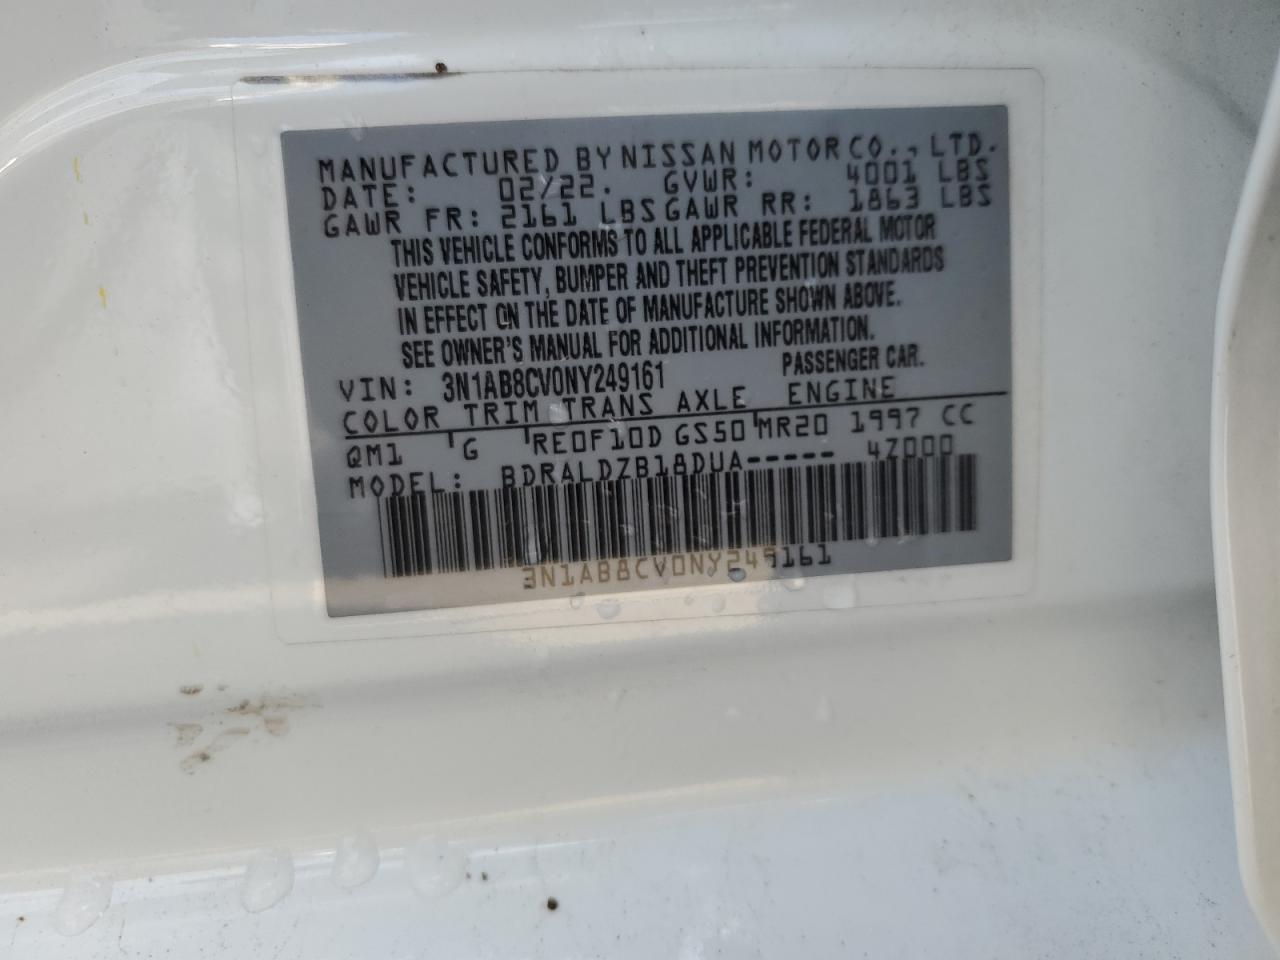 MANUFACTURED BY NISSAN MOTOR CO., LTD.
DATE: 02/22. GVWR: 4001 LBS
GAWR FR: 2161 LBS GAWR RR: 1863 LBS
THIS VEHICLE CONFORMS TO ALL APPLICABLE FEDERAL MOTOR
VEHICLE SAFETY, BUMPER AND THEFT PREVENTION STANDARDS
IN EFFECT ON THE DATE OF MANUFACTURE SHOWN ABOVE.
SEE OWNER'S MANUAL FOR ADDITIONAL INFORMATION.
VIN: 3N1AB8CV0NY249161 PASSENGER CAR.
COLOR TRIM TRANS AXLE ENGINE
QM1 'G 'RE0F10D GS50'MR20 1997 CC
MODEL: BDRALDZB18DUA----- 4Z000
3N1AB8CV0NY249161